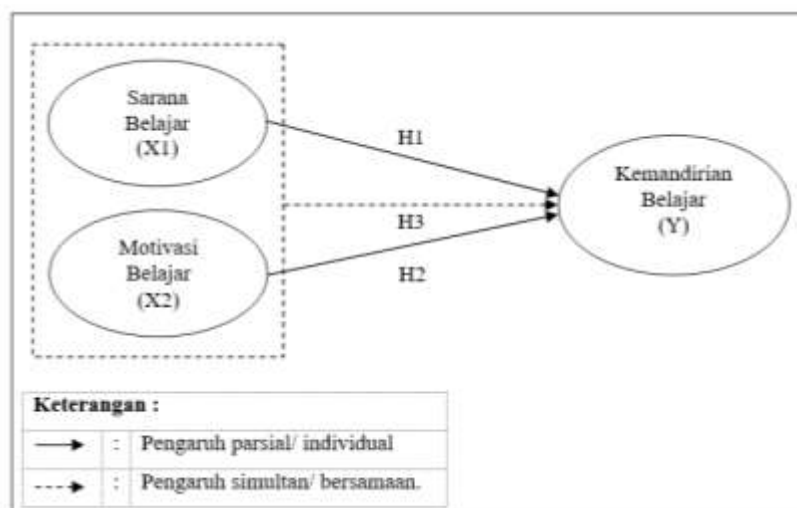 Sarana
Belajar
(X1)
H1
Kemandirian
Belajar
(Y)
H3
Motivasi
Belajar
(X2)
H2
Keterangan :
: Pengaruh parsial/ individual
: Pengaruh simultan/ bersamaan.